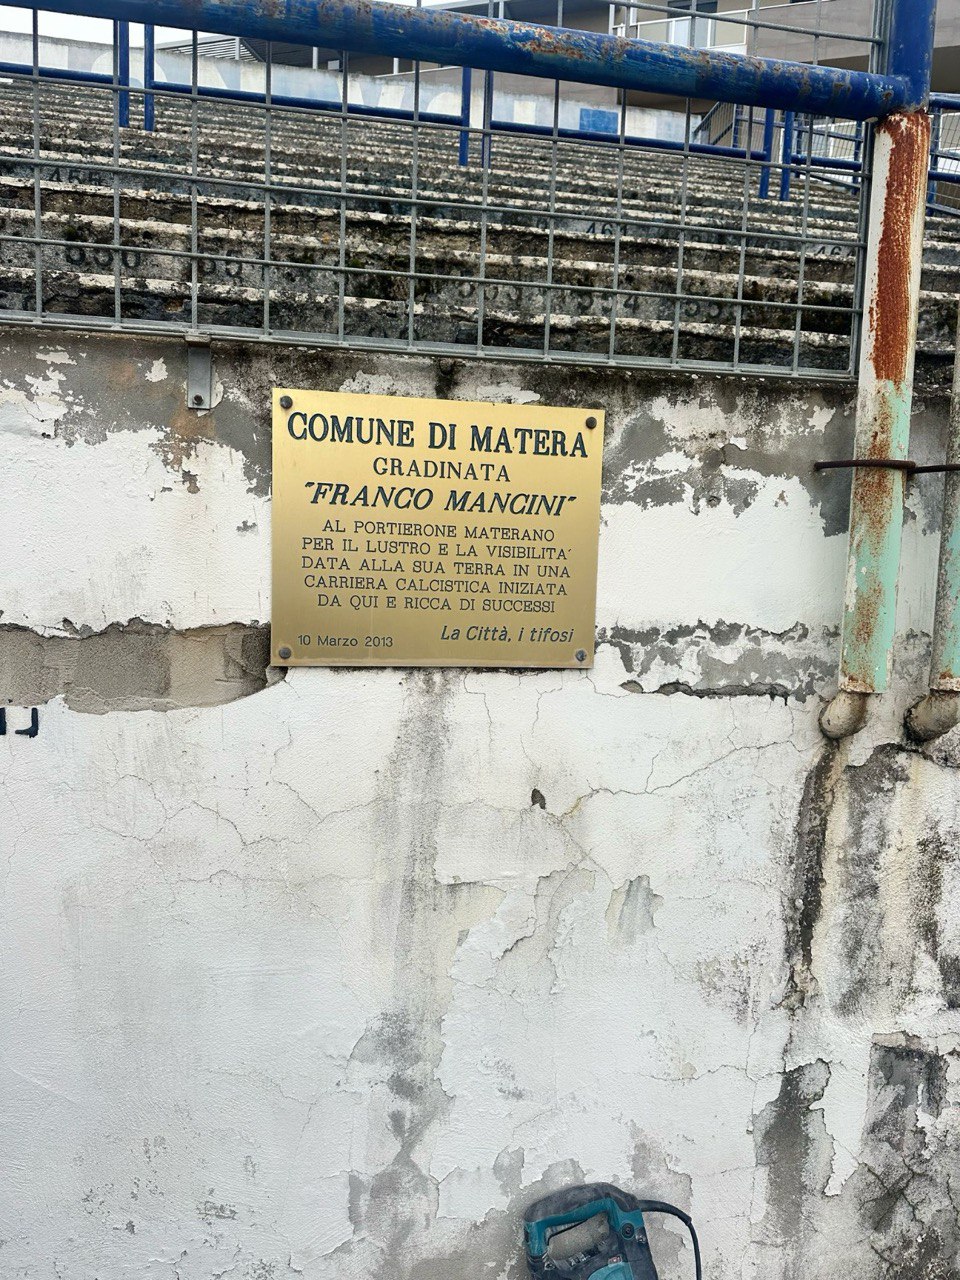 COMUNE DI MATERA
GRADINATA
"FRANCO MANCINI"
AL PORTIERONE MATERANO
PER IL LUSTRO E LA VISIBILITA'
DATA ALLA SUA TERRA IN UNA
CARRIERA CALCISTICA INIZIATA
DA QUI E RICCA DI SUCCESSI
10 Marzo 2013
La Città, i tifosi